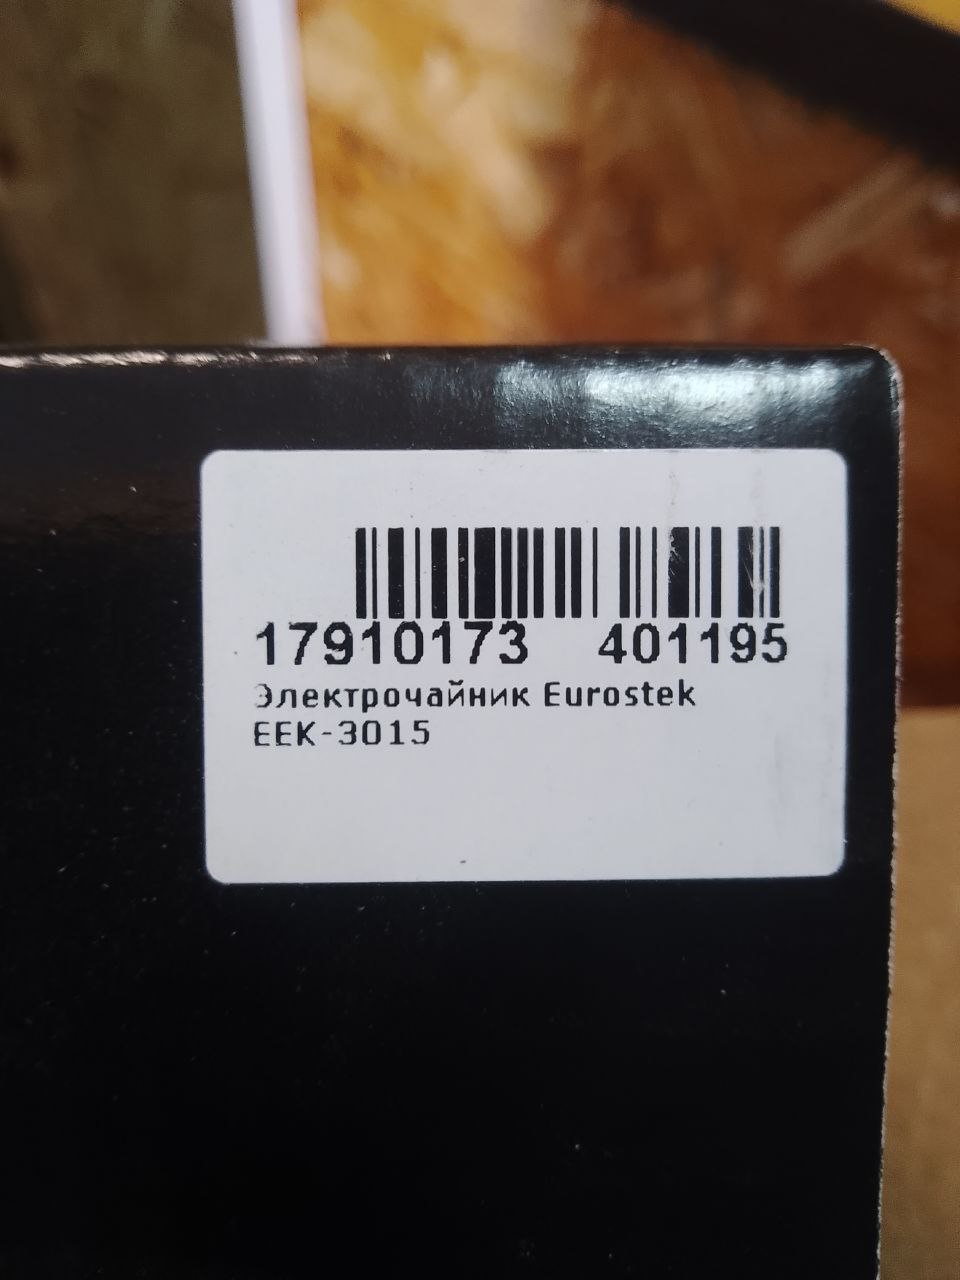 17910173 401195
Электрочайник Eurostek
EEK-3015